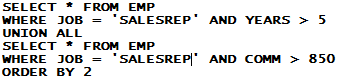 SELECT * FROM EMP
WHERE JOB = 'SALESREP' AND YEARS > 5
UNION ALL
SELECT * FROM EMP
WHERE JOB = 'SALESREP' AND COMM > 850
ORDER BY 2